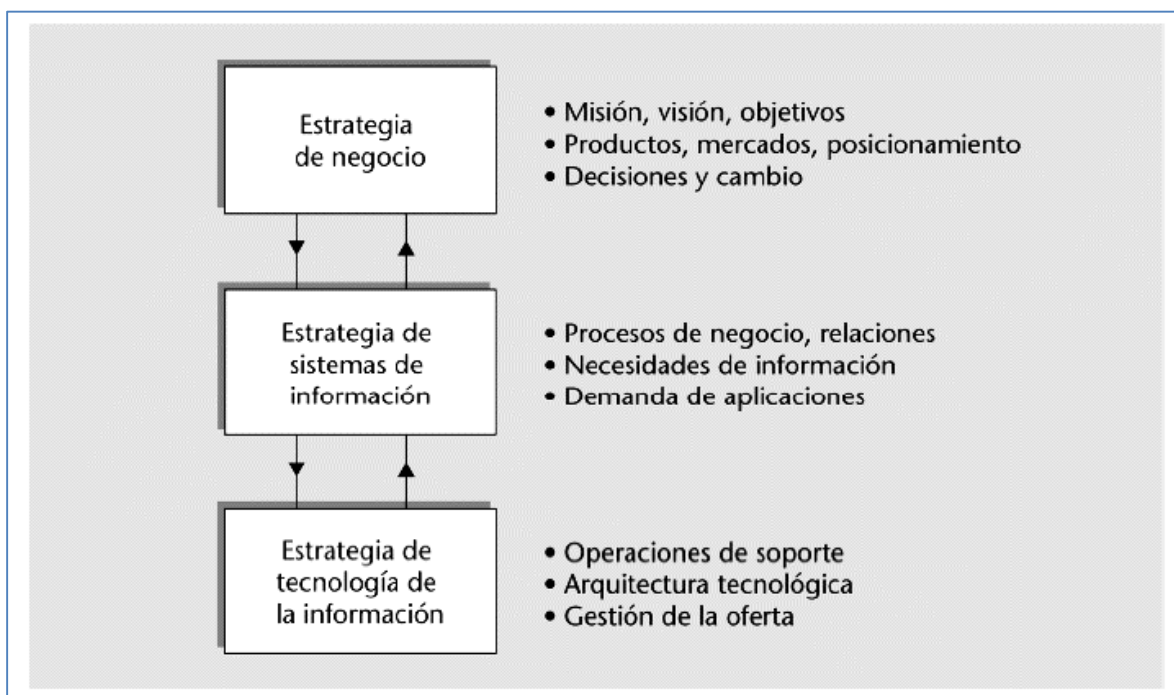 Estrategia
de negocio
• Misión, visión, objetivos
• Productos, mercados, posicionamiento
• Decisiones y cambio
Estrategia de
sistemas de
información
• Procesos de negocio, relaciones
• Necesidades de información
• Demanda de aplicaciones
Estrategia de
tecnología de
la información
• Operaciones de soporte
• Arquitectura tecnológica
• Gestión de la oferta